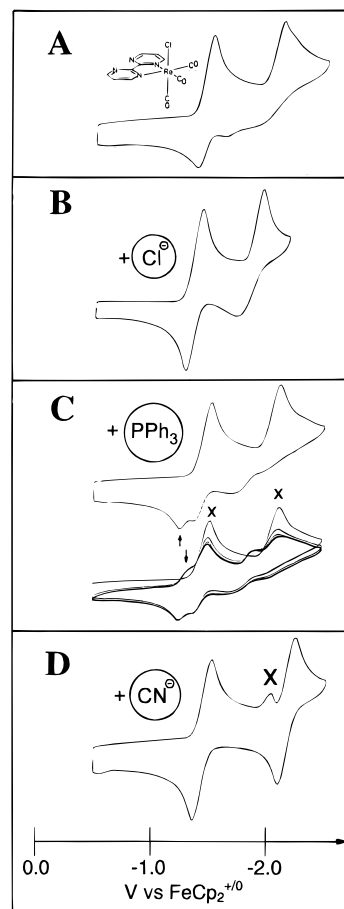 A
Cl
N
N
Re
CO
N
N
CO
CO
B
+ Cl⊖
C
+ PPh3
X X
D
+ CN⊖
X
0.0 -1.0 -2.0
V vs FeCp2+/0